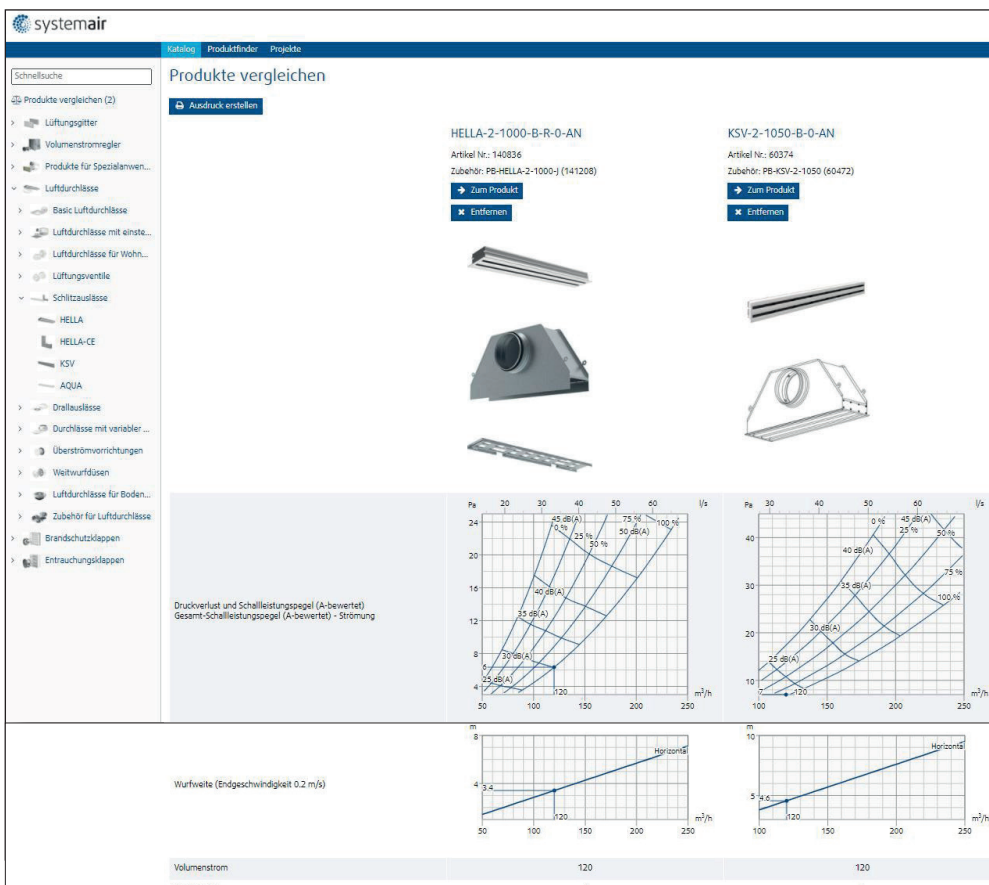 systemair
Katalog Produktfinder Projekte
Schnellsuche
Produkte vergleichen (2)
Lüftungsgitter
Volumenstromregler
Produkte für Spezialanwen...
Luftdurchlässe
Basic Luftdurchlässe
Luftdurchlässe mit einste...
Luftdurchlässe für Wohn...
Lüftungsventile
Schlitzauslässe
HELLA
HELLA-CE
KSV
AQUA
Drallauslässe
Durchlässe mit variabler ...
Überströmvorrichtungen
Weitwurfdüsen
Luftdurchlässe für Boden...
Zubehör für Luftdurchlässe
Brandschutzklappen
Entrauchungsklappen
Produkte vergleichen
Ausdruck erstellen
HELLA-2-1000-B-R-0-AN
Artikel Nr.: 140836
Zubehör: PB-HELLA-2-1000-J (141208)
Zum Produkt
Entfernen
KSV-2-1050-B-0-AN
Artikel Nr.: 60374
Zubehör: PB-KSV-2-1050 (60472)
Zum Produkt
Entfernen
Druckverlust und Schallleistungspegel (A-bewertet)
Gesamt-Schallleistungspegel (A-bewertet) - Strömung
Pa 20 30 40 50 60 l/s
24
20
16
12
8
6
4
45 dB(A) 75 % 100 %
0 % 25 % 50 dB(A)
50 %
40 dB(A)
35 dB(A)
30 dB(A)
25 dB(A)
120
50 100 150 200 250 m³/h
Pa 30 40 50 60 l/s
40
30
20
10
7
0 % 45 dB(A)
25 % 50 %
40 dB(A)
75 %
35 dB(A)
100 %
30 dB(A)
25 dB(A)
120
100 150 200 250 m³/h
Wurfweite (Endgeschwindigkeit 0.2 m/s)
m
8
4
3.4
Horizontal
120
50 100 150 200 250 m³/h
m
10
5
4.6
Horizontal
120
100 150 200 250 m³/h
Volumenstrom 120 120